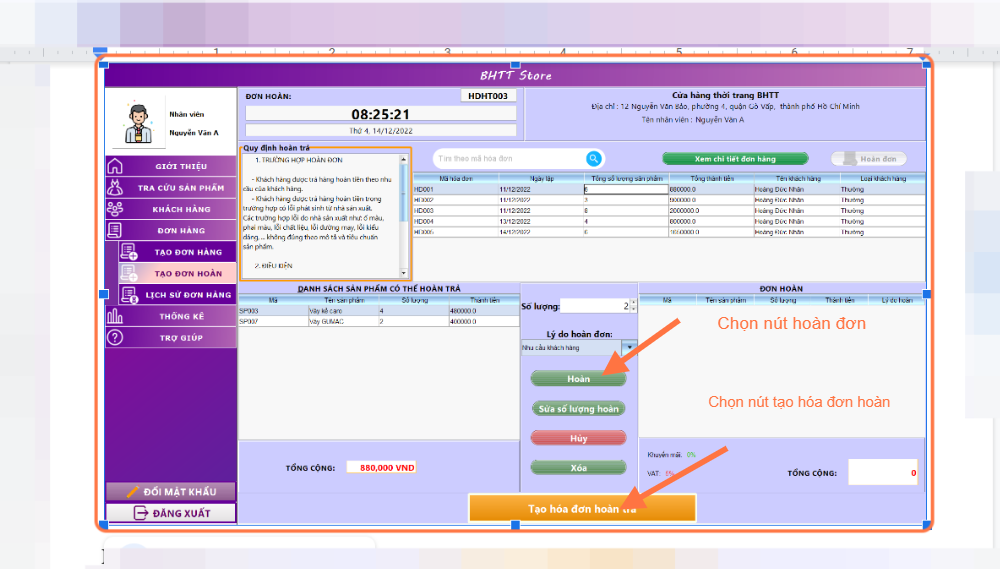 1 2 3 4 5 6 7
BHTT Store
Nhân viên
Nguyễn Văn A
GIỚI THIỆU
TRA CỨU SẢN PHẨM
KHÁCH HÀNG
ĐƠN HÀNG
TẠO ĐƠN HÀNG
TẠO ĐƠN HOÀN
LỊCH SỬ ĐƠN HÀNG
THỐNG KÊ
TRỢ GIÚP
ĐỔI MẬT KHẨU
ĐĂNG XUẤT
ĐƠN HOÀN: HDHT003
08:25:21
Thứ 4, 14/12/2022
Cửa hàng thời trang BHTT
Địa chỉ : 12 Nguyễn Văn Bảo, phường 4, quận Gò Vấp, thành phố Hồ Chí Minh
Tên nhân viên : Nguyễn Văn A
Quy định hoàn trả
1. TRƯỜNG HỢP HOÀN ĐƠN
- Khách hàng được trả hàng hoàn tiền theo nhu
cầu của khách hàng.
- Khách hàng được trả hàng hoàn tiền trong
trường hợp có lỗi phát sinh từ nhà sản xuất.
Các trường hợp lỗi do nhà sản xuất như ố màu,
phai màu, lỗi chất liệu, lỗi đường may, lỗi kiểu
dáng,... không đúng theo mô tả và tiêu chuẩn
sản phẩm.
2. ĐIỀU KIỆN
Tìm theo mã hóa đơn
Xem chi tiết đơn hàng
Hoàn đơn
Mã hóa đơn Ngày lập Tổng số lượng sản phẩm Tổng thành tiền Tên khách hàng Loại khách hàng
HD001 11/12/2022 6 880000.0 Hoàng Đức Nhân Thường
HD002 11/12/2022 3 900000.0 Hoàng Đức Nhân Thường
HD003 11/12/2022 8 2060000.0 Hoàng Đức Nhân Thường
HD004 11/12/2022 4 800000.0 Hoàng Đức Nhân Thường
HD005 14/12/2022 6 Hoàng Đức Nhân Thường
DANH SÁCH SẢN PHẨM CÓ THỂ HOÀN TRẢ
Mã Tên sản phẩm Số lượng Thành tiền
SP003 Váy kẻ caro 4 480000.0
SP007 Váy GUMAC 2 400000.0
TỔNG CỘNG: 880,000 VND
Số lượng: 2
Lý do hoàn đơn:
Nhu cầu khách hàng
Hoàn
Sửa số lượng hoàn
Hủy
Xóa
ĐƠN HOÀN
Mã Tên sản phẩm Số lượng Thành tiền Lý do hoàn
Chọn nút hoàn đơn
Chọn nút tạo hóa đơn hoàn
Khuyến mãi: 0%
VAT:
TỔNG CỘNG: 0
Tạo hóa đơn hoàn trả